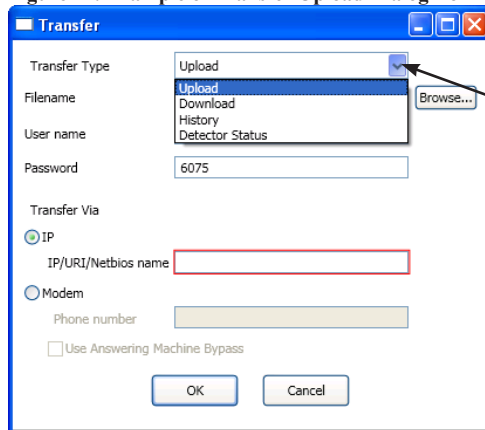 Transfer
Transfer Type Upload
Upload
Filename Browse...
Download
History
User name Detector Status
Password 6075
Transfer Via
IP
IP/URI/Netbios name
Modem
Phone number
Use Answering Machine Bypass
OK Cancel